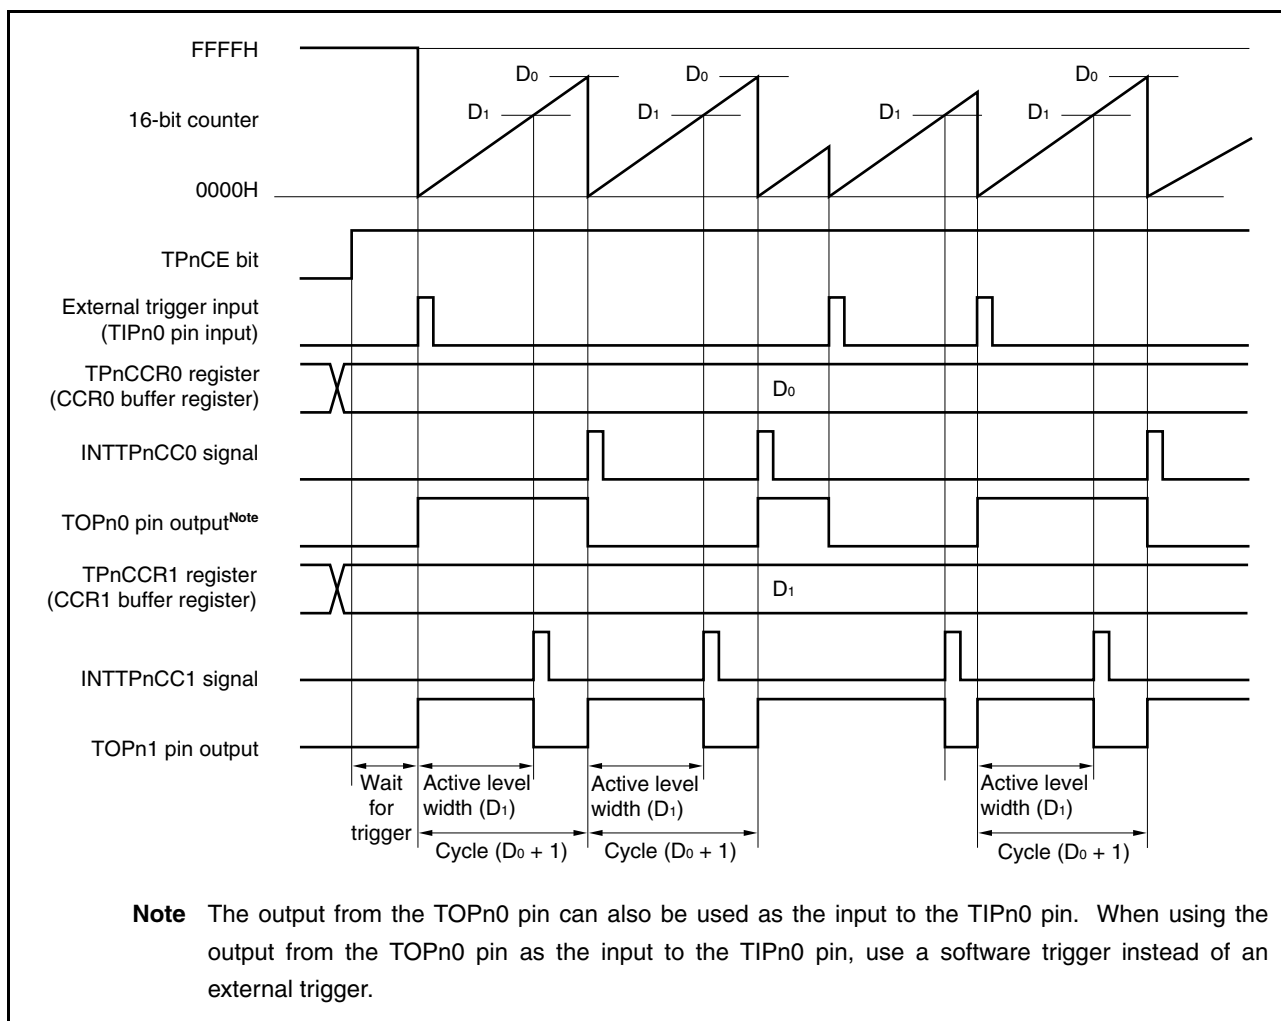 FFFFH
D0
D0
D0
D1
D1
D1
D1
16-bit counter
0000H
TPnCE bit
External trigger input
(TIPn0 pin input)
TPnCCR0 register
(CCR0 buffer register)
D0
INTTPnCC0 signal
TOPn0 pin outputNote
TPnCCR1 register
(CCR1 buffer register)
D1
INTTPnCC1 signal
TOPn1 pin output
Wait
for
trigger
Active level
width (D1)
Active level
width (D1)
Active level
width (D1)
Cycle (D0 + 1)
Cycle (D0 + 1)
Cycle (D0 + 1)
Note The output from the TOPn0 pin can also be used as the input to the TIPn0 pin. When using the
output from the TOPn0 pin as the input to the TIPn0 pin, use a software trigger instead of an
external trigger.